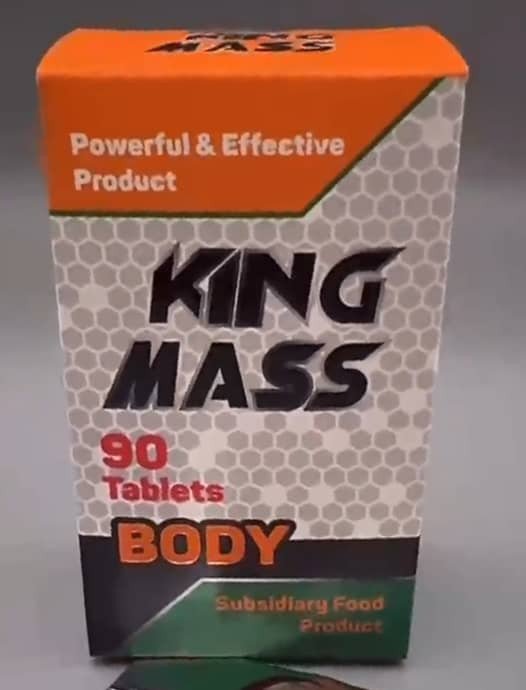 KING
MASS
Powerful & Effective
Product
KING
MASS
90
Tablets
BODY
Subsidiary Food
Product